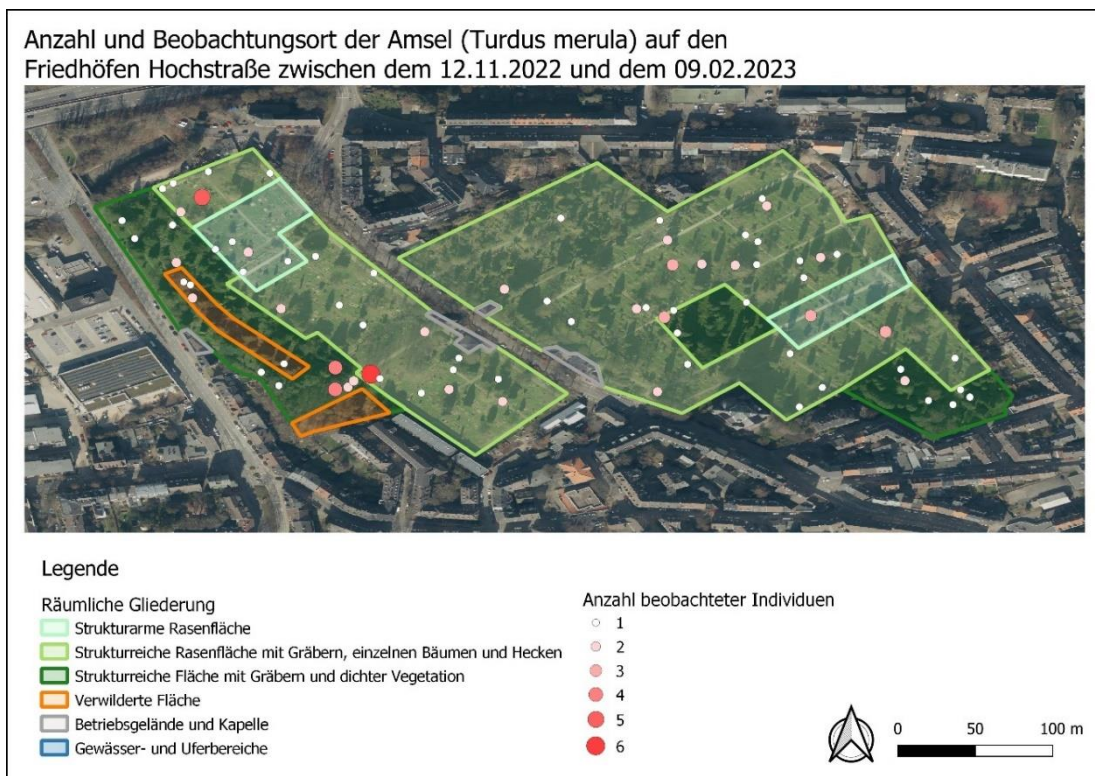 Anzahl und Beobachtungsort der Amsel (Turdus merula) auf den
Friedhöfen Hochstraße zwischen dem 12.11.2022 und dem 09.02.2023
Legende
Räumliche Gliederung
Strukturarme Rasenfläche
Strukturreiche Rasenfläche mit Gräbern, einzelnen Bäumen und Hecken
Strukturreiche Fläche mit Gräbern und dichter Vegetation
Verwilderte Fläche
Betriebsgelände und Kapelle
Gewässer- und Uferbereiche
Anzahl beobachteter Individuen
1
2
3
4
5
6
0 50 100 m